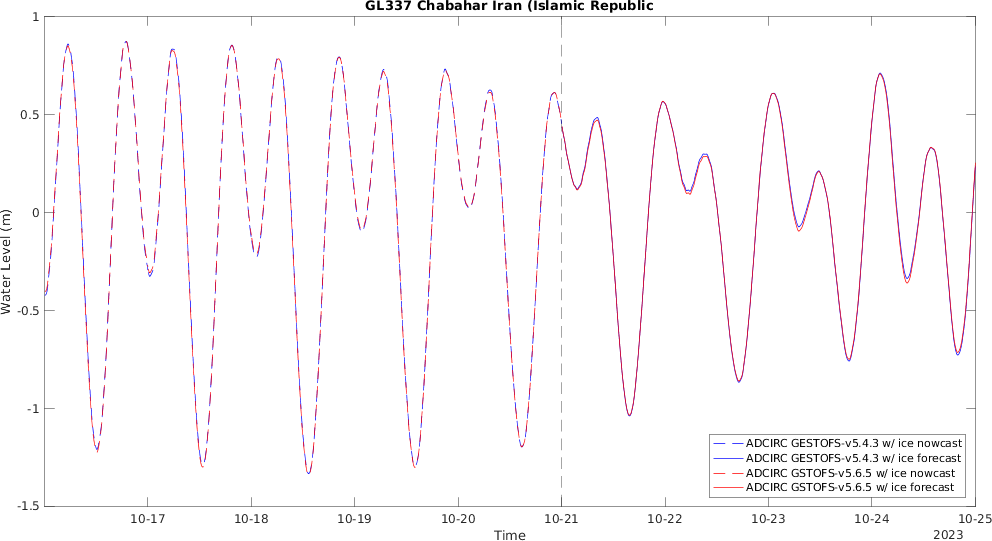 GL337 Chabahar Iran (Islamic Republic
1
0.5
0
-0.5
-1
-1.5
Water Level (m)
10-17
10-18
10-19
10-20
10-21
10-22
10-23
10-24
10-25
Time
2023
ADCIRC GESTOFS-v5.4.3 w/ ice nowcast
ADCIRC GESTOFS-v5.4.3 w/ ice forecast
ADCIRC GSTOFS-v5.6.5 w/ ice nowcast
ADCIRC GSTOFS-v5.6.5 w/ ice forecast